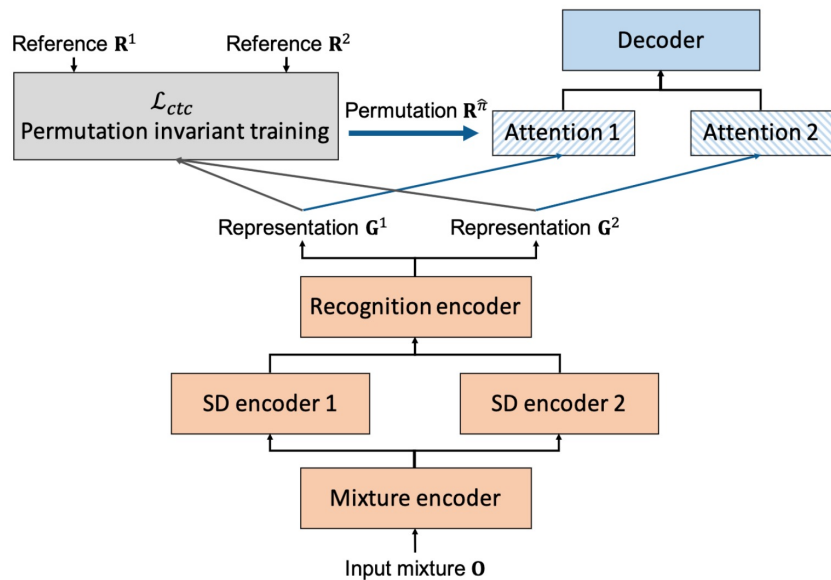 Reference R¹
Reference R²
Decoder
ℒctc
Permutation invariant training
Permutation R^π̂
Attention 1
Attention 2
Representation G¹
Representation G²
Recognition encoder
SD encoder 1
SD encoder 2
Mixture encoder
Input mixture O